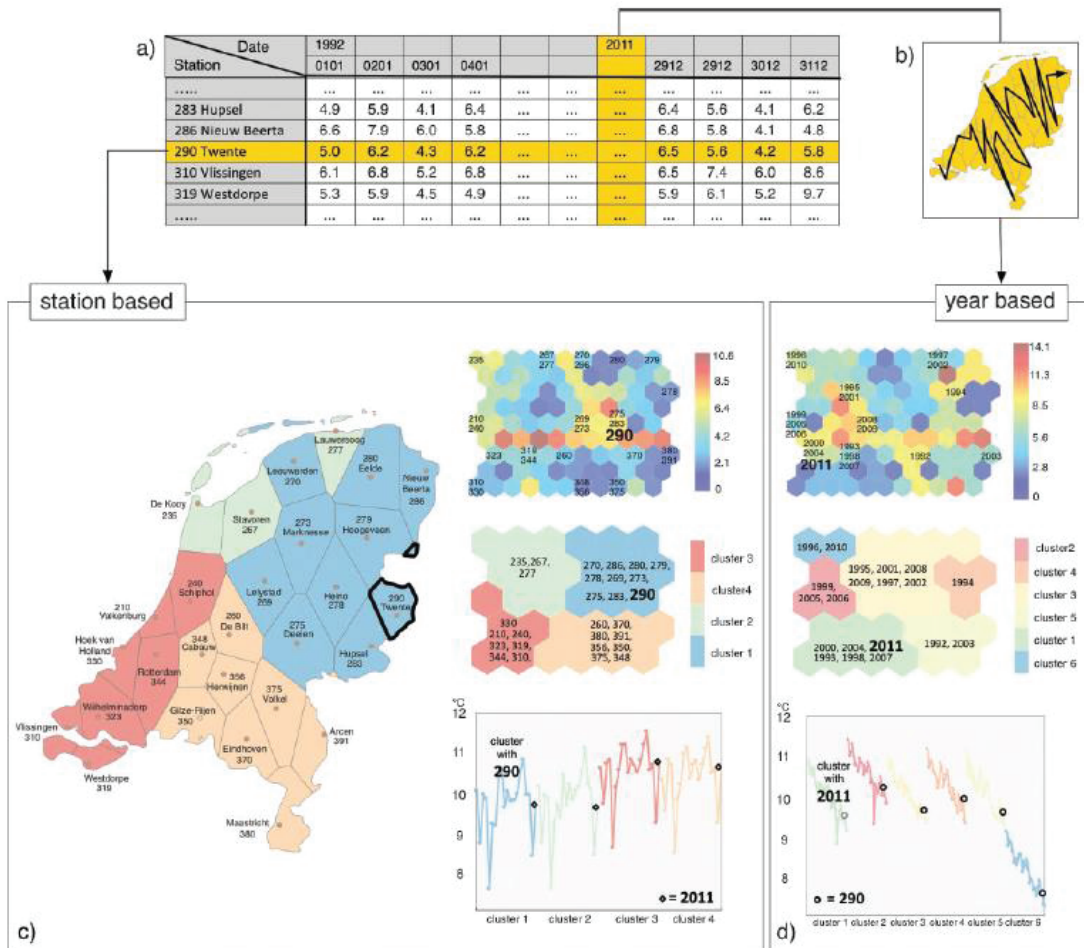 a)
Date
Station
1992
2011
0101 0201 0301 0401 2912 2912 3012 3112
..... ... ... ... ... ... ... ... ... ... ... ...
283 Hupsel 4.9 5.9 4.1 6.4 ... ... ... 6.4 5.6 4.1 6.2
286 Nieuw Beerta 6.6 7.9 6.0 5.8 ... ... ... 6.8 5.8 4.1 4.8
290 Twente 5.0 6.2 4.3 6.2 ... ... ... 6.5 5.6 4.2 5.8
310 Vlissingen 6.1 6.8 5.2 6.8 ... ... ... 6.5 7.4 6.0 8.6
319 Westdorpe 5.3 5.9 4.5 4.9 ... ... ... 5.9 6.1 5.2 9.7
..... ... ... ... ... ... ... ... ... ... ... ...
b)
station based
year based
Lauwersoog
277
Leeuwarden
270
280
Eelde
Nieuw
Beerta
286
De Kooy
235
Stavoren
267
273
Marknesse
279
Hoogeveen
249
Schiphol
Lelystad
269
Heino
278
290
Twente
210
Valkenburg
260
De Bilt
275
Deelen
Hoek van
Holland
330
348
Cabauw
Hupsel
283
Rotterdam
344
356
Herwijnen
375
Volkel
Wilhelminadorp
323
Gilze-Rijen
350
Vlissingen
310
Eindhoven
370
Arcen
391
Westdorpe
319
Maastricht
380
c)
235
267
277
270
286
280
279
278
210
240
269
273
275
283
290
323
319
344
260
370
380
391
310
330
348
356
350
375
10.6
8.5
6.4
4.2
2.1
0
235,267,
277
270, 286, 280, 279,
278, 269, 273,
275, 283, 290
330
210, 240,
323, 319,
344, 310,
260, 370,
380, 391,
356, 350,
375, 348
cluster 3
cluster4
cluster 2
cluster 1
°C
12
11
10
9
8
cluster
with
290
= 2011
cluster 1 cluster 2 cluster 3 cluster 4
1996
2010
1997
2002
1995
2001
1994
1999
2005
2006
2008
2009
2000
2004
2011
1993
1998
2007
1992
2003
14.1
11.3
8.5
5.6
2.8
0
1996, 2010
1995, 2001, 2008
2009, 1997, 2002
1994
1999,
2005, 2006
2000, 2004, 2011
1993, 1998, 2007
1992, 2003
cluster2
cluster 4
cluster 3
cluster 5
cluster 1
cluster 6
°C
12
11
10
9
8
cluster
with
2011
= 290
cluster 1 cluster 2 cluster 3 cluster 4 cluster 5 cluster 6
d)